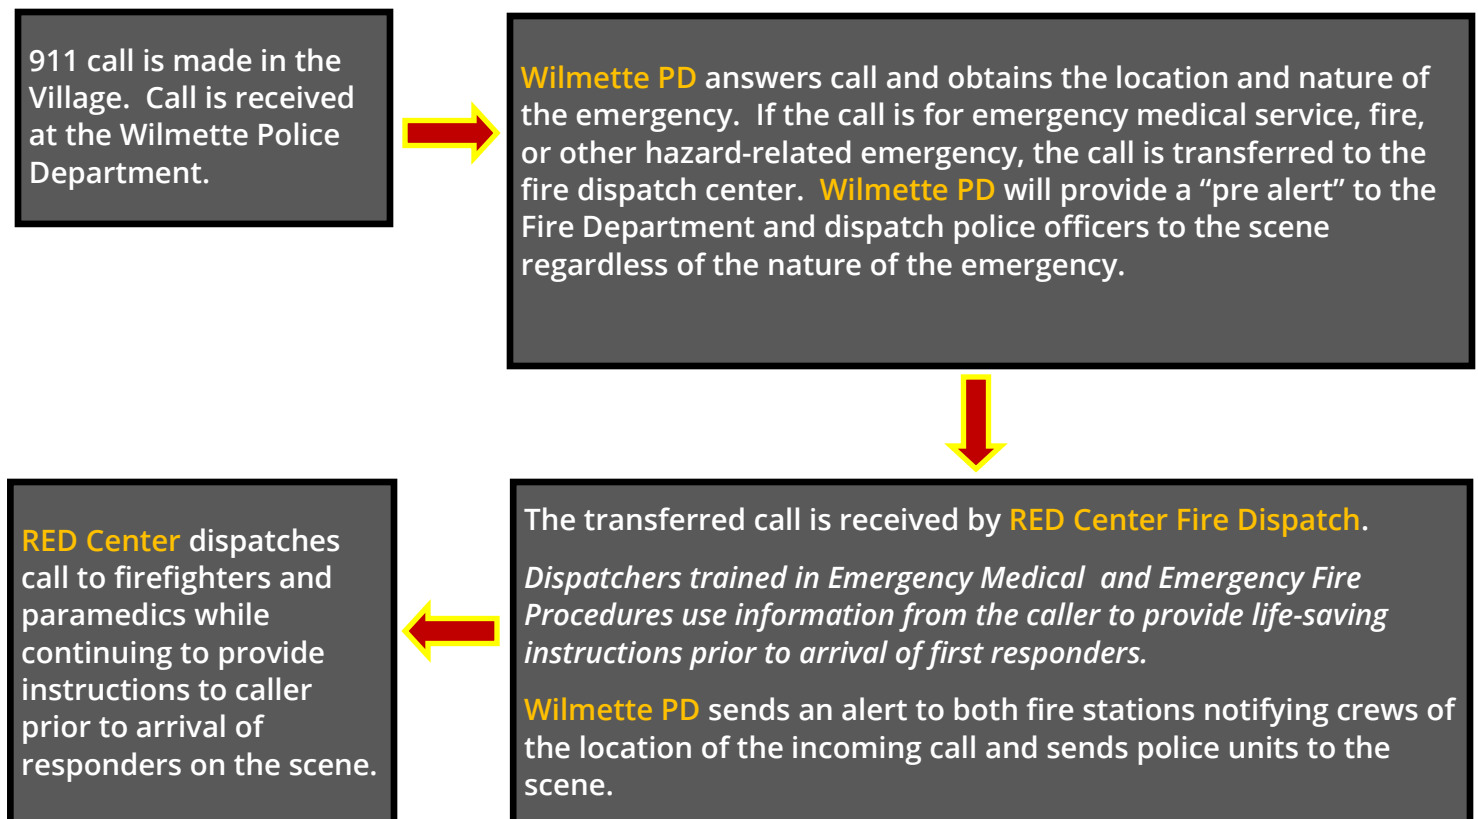 911 call is made in the
Village.  Call is received
at the Wilmette Police
Department.
Wilmette PD answers call and obtains the location and nature of
the emergency.  If the call is for emergency medical service, fire,
or other hazard-related emergency, the call is transferred to the
fire dispatch center.  Wilmette PD will provide a “pre alert” to the
Fire Department and dispatch police officers to the scene
regardless of the nature of the emergency.
The transferred call is received by RED Center Fire Dispatch.
Dispatchers trained in Emergency Medical  and Emergency Fire
Procedures use information from the caller to provide life-saving
instructions prior to arrival of first responders.
Wilmette PD sends an alert to both fire stations notifying crews of
the location of the incoming call and sends police units to the
scene.
RED Center dispatches
call to firefighters and
paramedics while
continuing to provide
instructions to caller
prior to arrival of
responders on the scene.